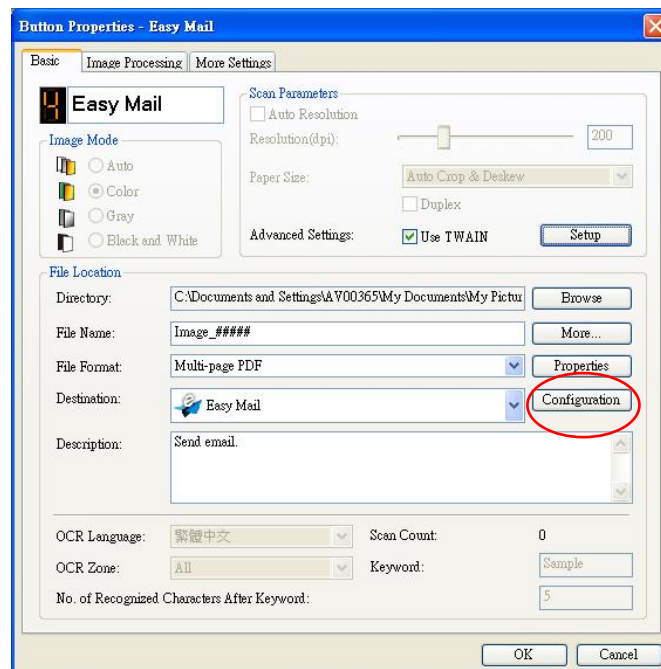 Button Properties - Easy Mail
Basic Image Processing More Settings
4 Easy Mail
Image Mode
Auto
Color
Gray
Black and White
Scan Parameters
Auto Resolution
Resolution(dpi): 200
Paper Size: Auto Crop & Deskew
Duplex
Advanced Settings: Use TWAIN Setup
File Location
Directory: C:\Documents and Settings\AV00365\My Documents\My Pictur Browse
File Name: Image_##### More...
File Format: Multi-page PDF Properties
Destination: Easy Mail Configuration
Description: Send email.
OCR Language: 繁體中文 Scan Count: 0
OCR Zone: All Keyword: Sample
No. of Recognized Characters After Keyword: 5
OK Cancel